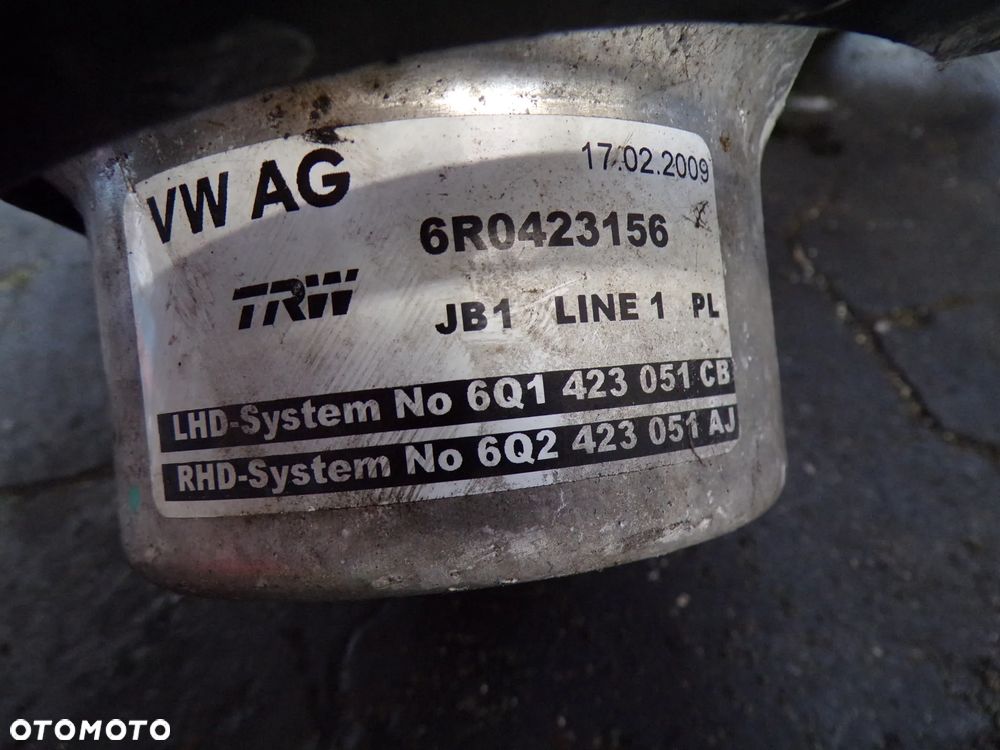 VW AG
17.02.2009
6R0423156
TRW
JB1 LINE 1 PL
LHD-System No 6Q1 423 051 CB
RHD-System No 6Q2 423 051 AJ
OTOMOTO